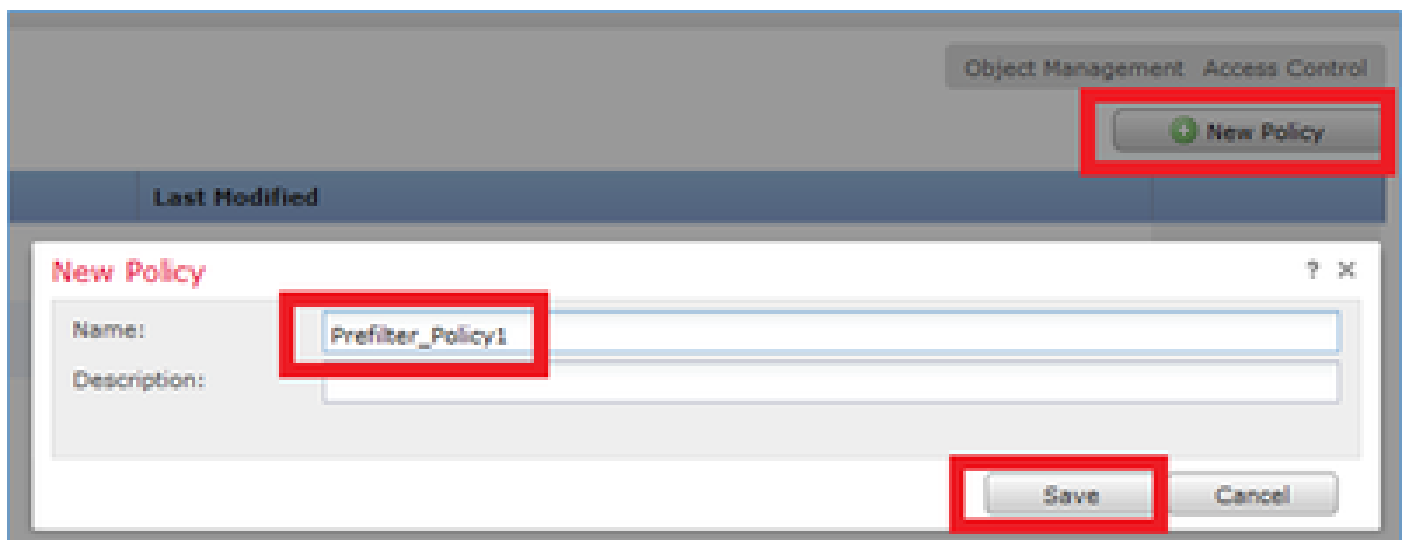 Object Management Access Control
New Policy
Last Modified
New Policy
? X
Name:
Prefilter_Policy1
Description:
Save Cancel